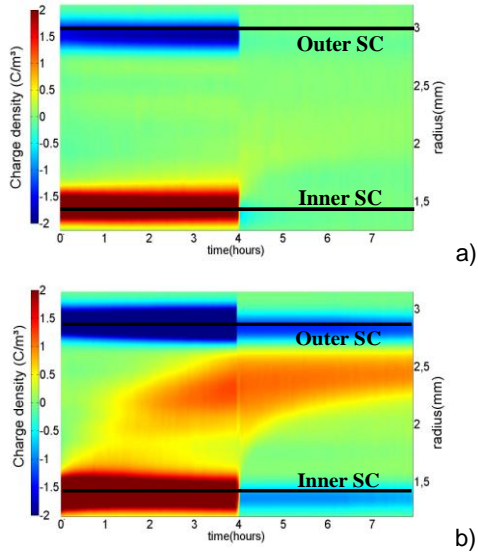 2
1.5
1
0.5
0
-0.5
-1
-1.5
-2
Charge density (C/m³)
Outer SC
Inner SC
3
2,5
2
1,5
radius(mm)
0 1 2 3 4 5 6 7
time(hours)
a)
2
1.5
1
0.5
0
-0.5
-1
-1.5
-2
Charge density (C/m³)
Outer SC
Inner SC
3
2,5
2
1,5
radius(mm)
0 1 2 3 4 5 6 7
time(hours)
b)